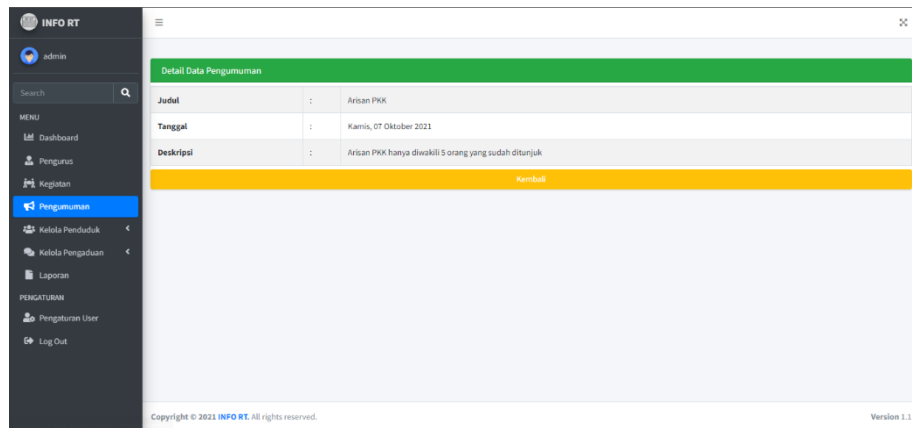 INFO RT
admin
Search
MENU
Dashboard
Pengurus
Kegiatan
Pengumuman
Kelola Penduduk
Kelola Pengaduan
Laporan
PENGATURAN
Pengaturan User
Log Out
Detail Data Pengumuman
Judul : Arisan PKK
Tanggal : Kamis, 07 Oktober 2021
Deskripsi : Arisan PKK hanya diwakili 5 orang yang sudah ditunjuk
Kembali
Copyright © 2021 INFO RT. All rights reserved. Version 1.1